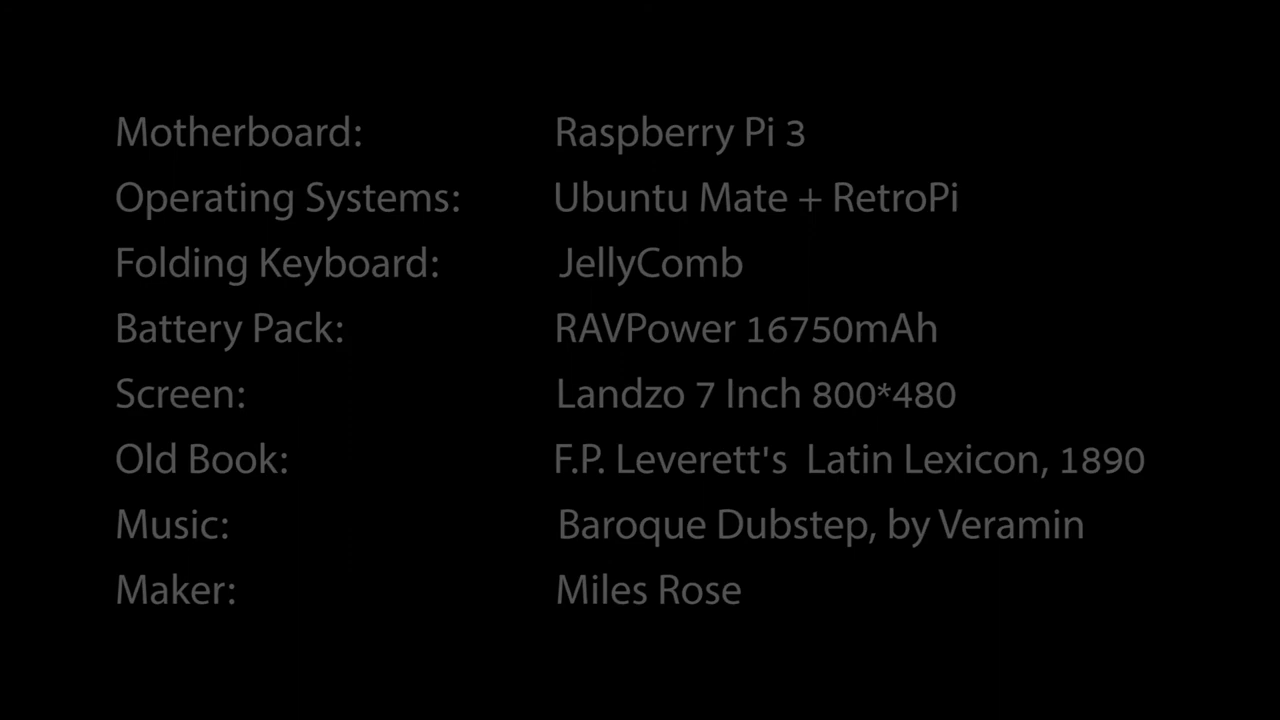 Motherboard: Raspberry Pi 3
Operating Systems: Ubuntu Mate + RetroPi
Folding Keyboard: JellyComb
Battery Pack: RAVPower 16750mAh
Screen: Landzo 7 Inch 800*480
Old Book: F.P. Leverett's  Latin Lexicon, 1890
Music: Baroque Dubstep, by Veramin
Maker: Miles Rose